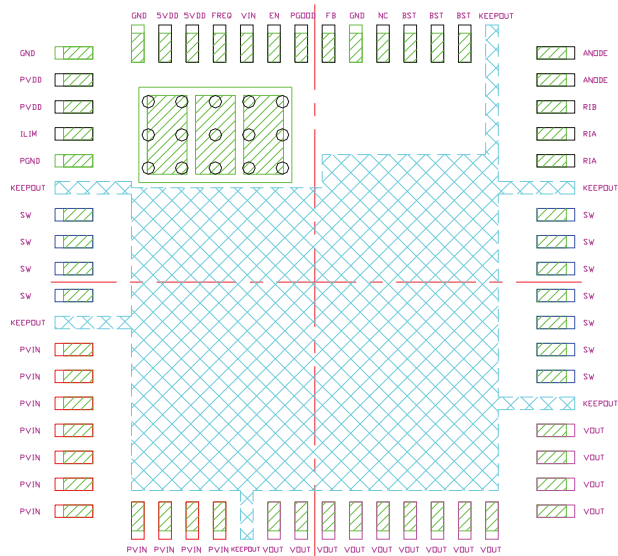 GND 5VDD 5VDD FREQ VIN EN PGOOD FB GND NC BST BST BST KEEPOUT
GND ANODE
PVDD ANODE
PVDD RIB
ILIM RIA
PGND RIA
KEEPOUT KEEPOUT
SW SW
SW SW
SW SW
SW SW
KEEPOUT SW
PVIN SW
PVIN SW
PVIN KEEPOUT
PVIN VOUT
PVIN VOUT
PVIN VOUT
PVIN VOUT
PVIN PVIN PVIN PVIN KEEPOUT VOUT VOUT VOUT VOUT VOUT VOUT VOUT VOUT VOUT